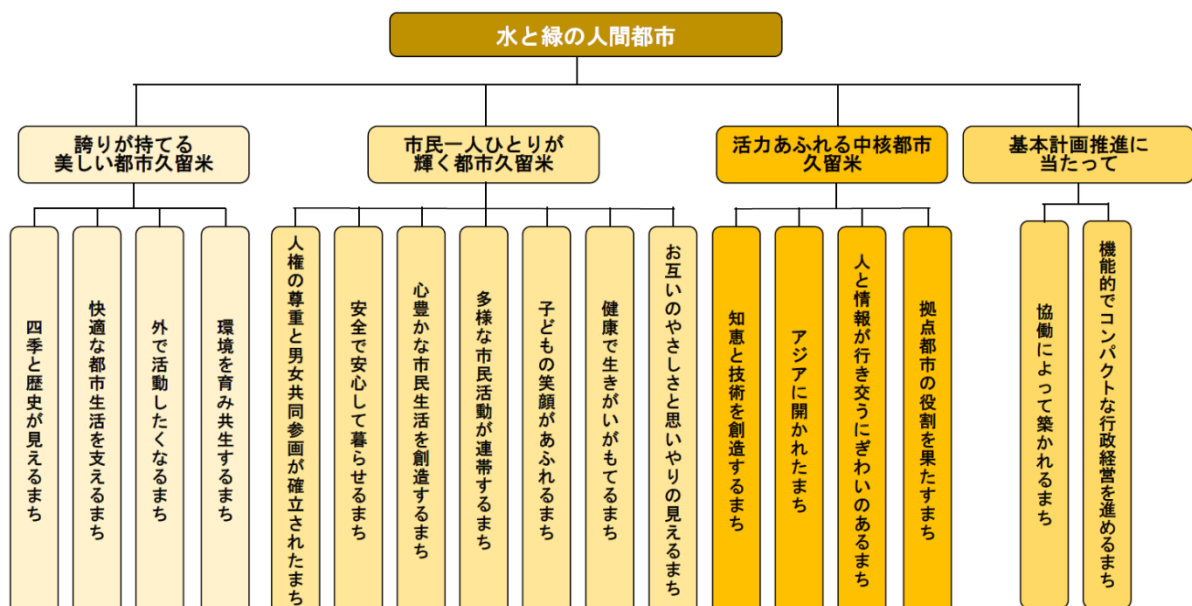 水と緑の人間都市
誇りが持てる
美しい都市久留米
市民一人ひとりが
輝く都市久留米
活力あふれる中核都市
久留米
基本計画推進に
当たって
四季と歴史が見えるまち
快適な都市生活を支えるまち
外で活動したくなるまち
環境を育み共生するまち
人権の尊重と男女共同参画が確立されたまち
安全で安心して暮らせるまち
心豊かな市民生活を創造するまち
多様な市民活動が連帯するまち
子どもの笑顔があふれるまち
健康で生きがいがもてるまち
お互いのやさしさと思いやりの見えるまち
知恵と技術を創造するまち
アジアに開かれたまち
人と情報が行き交うにぎわいのあるまち
拠点都市の役割を果たすまち
協働によって築かれるまち
機能的でコンパクトな行政経営を進めるまち